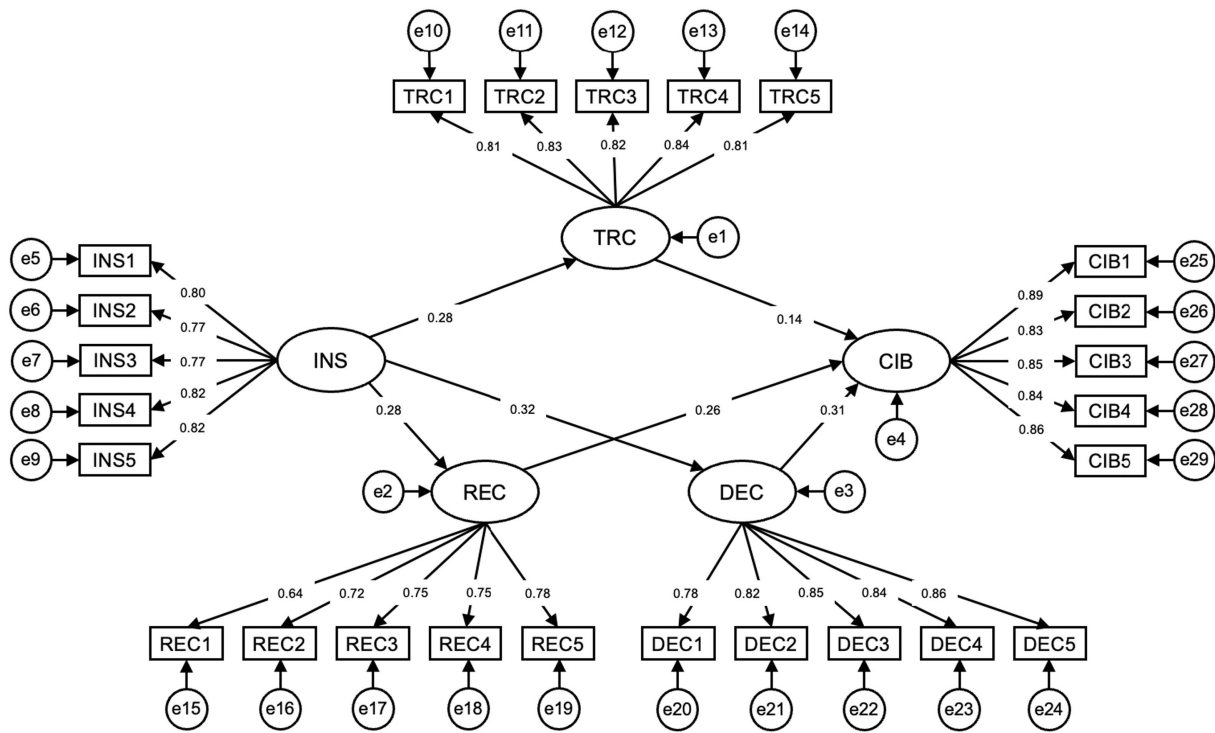 e10 e11 e12 e13 e14
TRC1 TRC2 TRC3 TRC4 TRC5
0.81 0.83 0.82 0.84 0.81
TRC e1
e5 INS1
e6 INS2
e7 INS3
e8 INS4
e9 INS5
0.80
0.77
0.77
0.82
0.82
INS
0.28
0.28
0.32
0.14
0.26
0.31
CIB
e4
0.89
0.83
0.85
0.84
0.86
CIB1 e25
CIB2 e26
CIB3 e27
CIB4 e28
CIB5 e29
e2 REC
DEC e3
0.64 0.72 0.75 0.75 0.78
REC1 REC2 REC3 REC4 REC5
e15 e16 e17 e18 e19
0.78 0.82 0.85 0.84 0.86
DEC1 DEC2 DEC3 DEC4 DEC5
e20 e21 e22 e23 e24